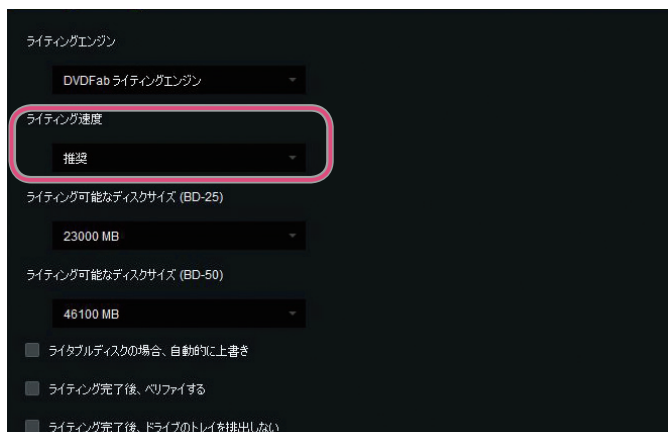 ライティングエンジン
DVDFab ライティングエンジン
ライティング速度
推奨
ライティング可能なディスクサイズ (BD-25)
23000 MB
ライティング可能なディスクサイズ (BD-50)
46100 MB
ライタブルディスクの場合、自動的に上書き
ライティング完了後、ベリファイする
ライティング完了後、ドライブのトレイを排出しない